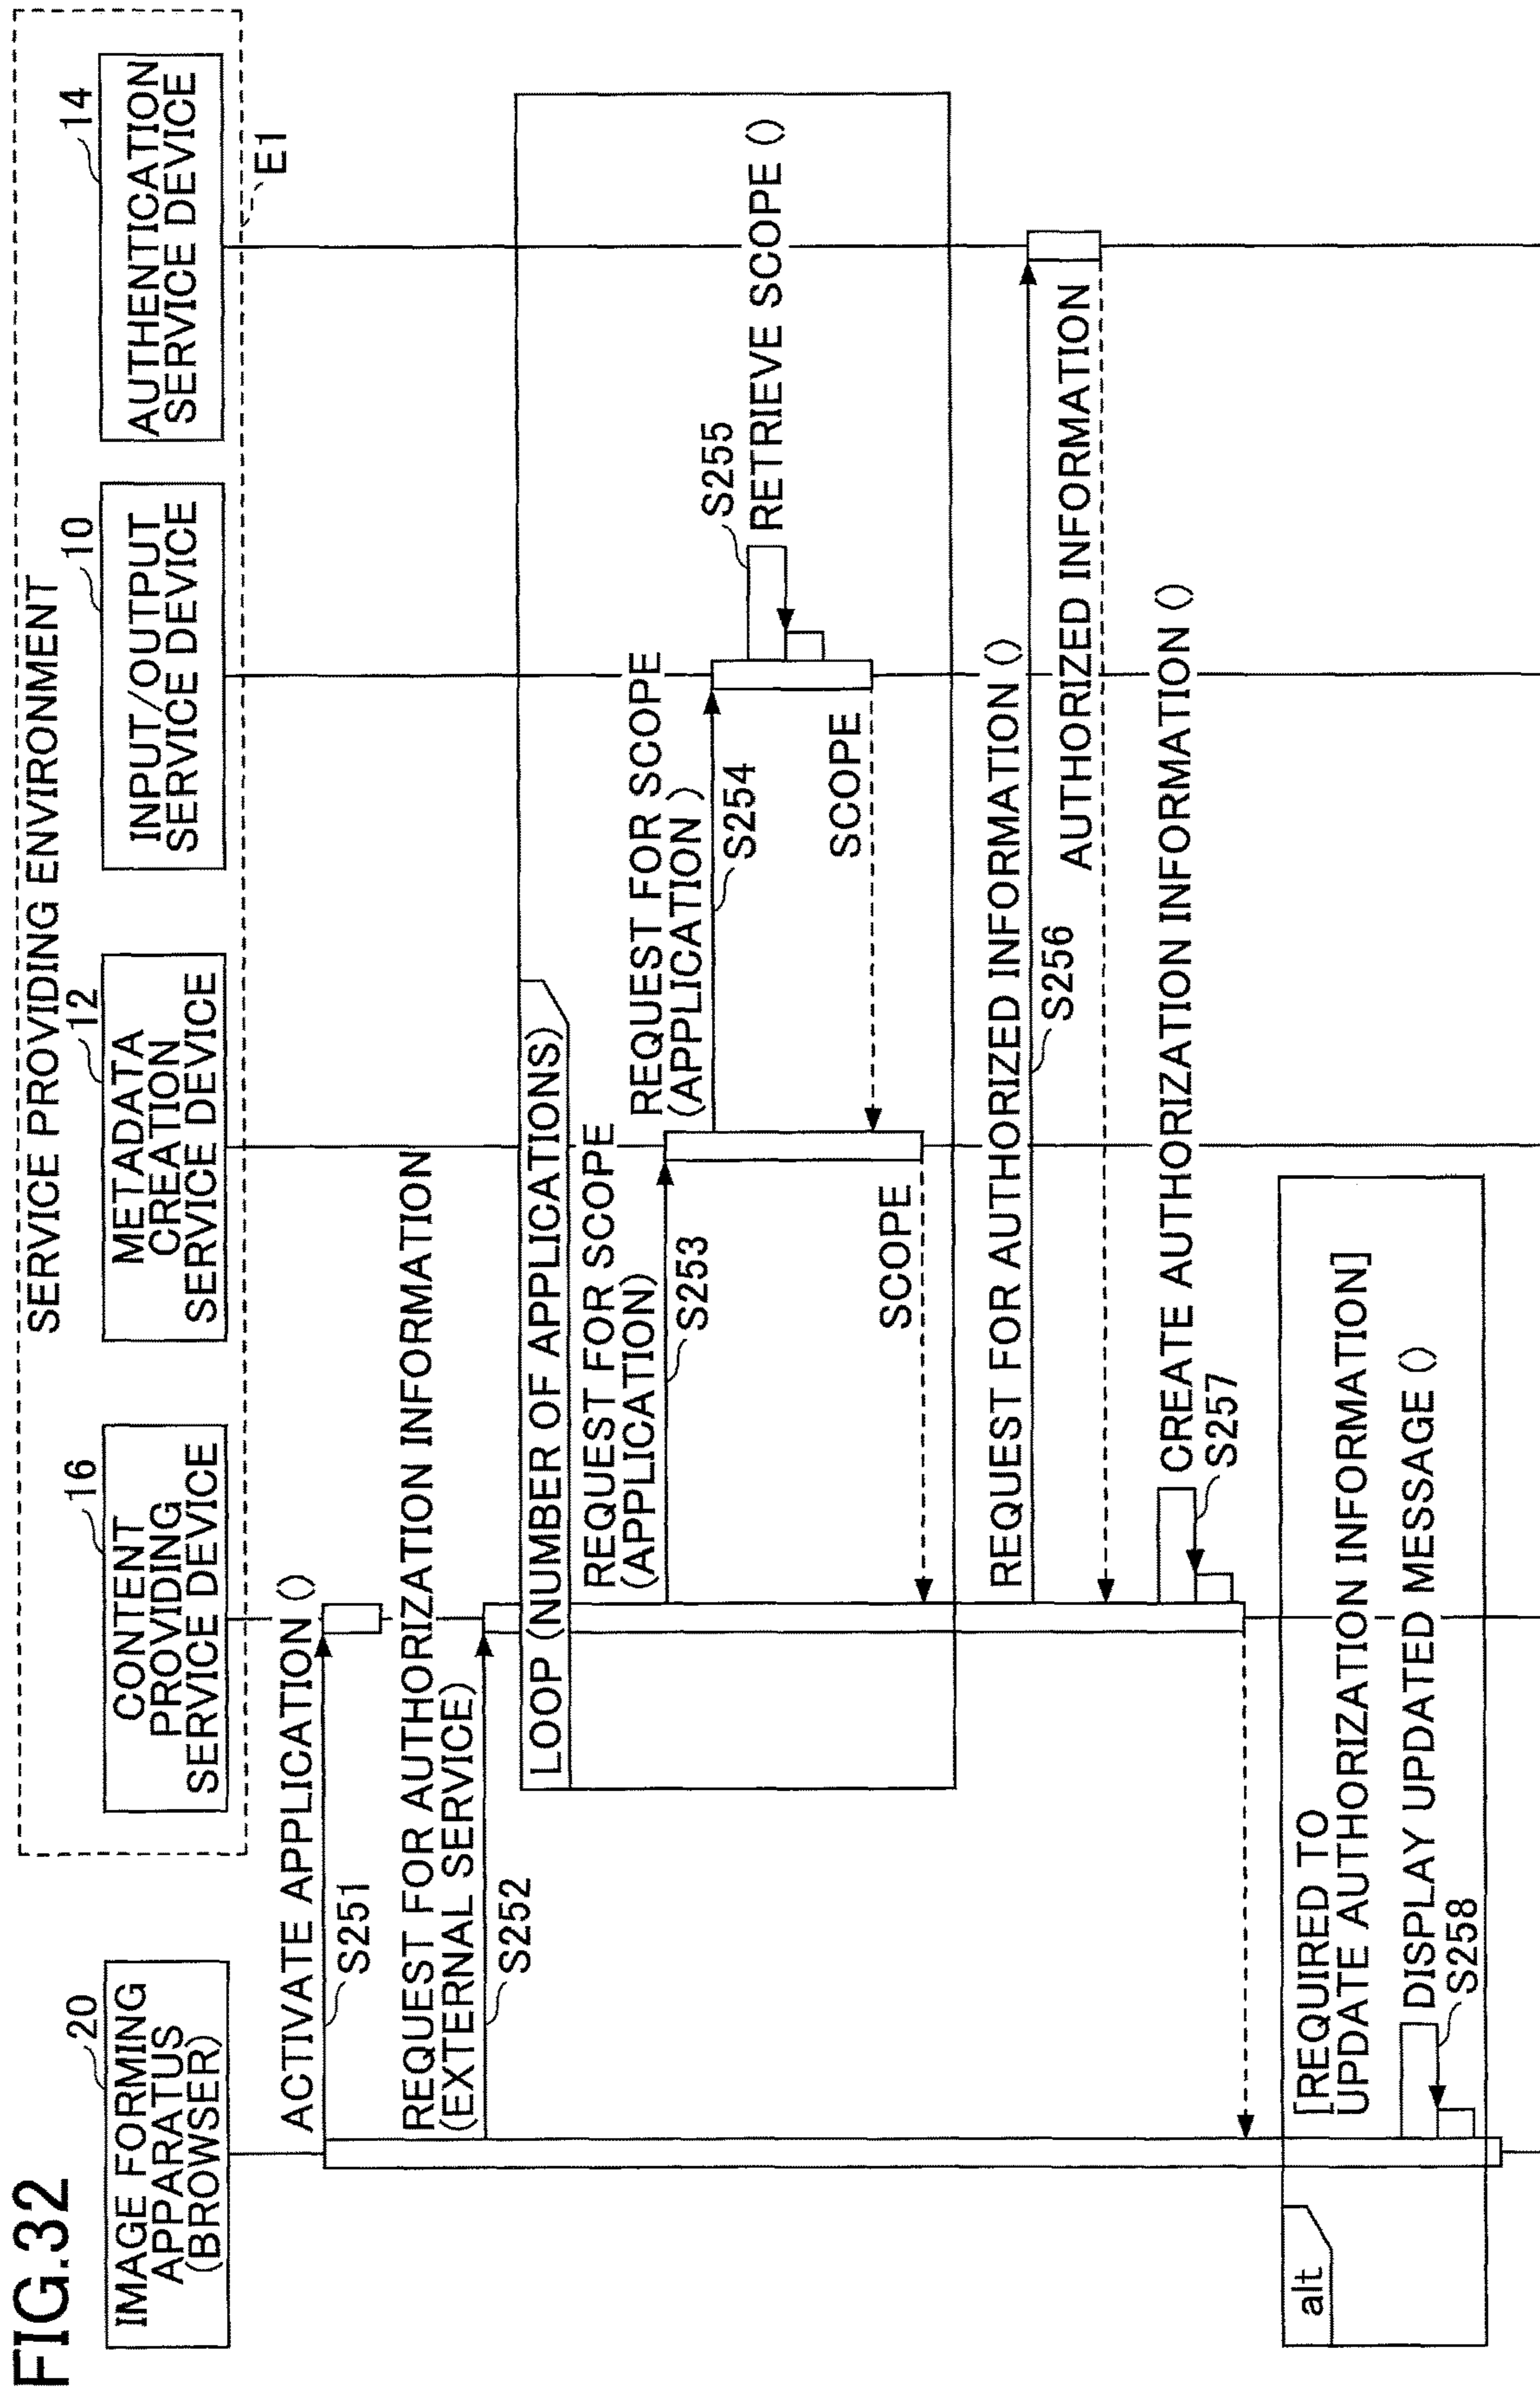 FIG.32
SERVICE PROVIDING ENVIRONMENT
20
IMAGE FORMING
APPARATUS
(BROWSER)
16
CONTENT
PROVIDING
SERVICE DEVICE
12
METADATA
CREATION
SERVICE DEVICE
10
INPUT/OUTPUT
SERVICE DEVICE
14
AUTHENTICATION
SERVICE DEVICE
E1
ACTIVATE APPLICATION ()
S251
REQUEST FOR AUTHORIZATION INFORMATION
(EXTERNAL SERVICE)
S252
LOOP (NUMBER OF APPLICATIONS)
REQUEST FOR SCOPE
(APPLICATION)
S253
REQUEST FOR SCOPE
(APPLICATION )
S254
S255
RETRIEVE SCOPE ()
SCOPE
SCOPE
REQUEST FOR AUTHORIZED INFORMATION ()
S256
AUTHORIZED INFORMATION
CREATE AUTHORIZATION INFORMATION ()
S257
alt
[REQUIRED TO
UPDATE AUTHORIZATION INFORMATION]
DISPLAY UPDATED MESSAGE ()
S258